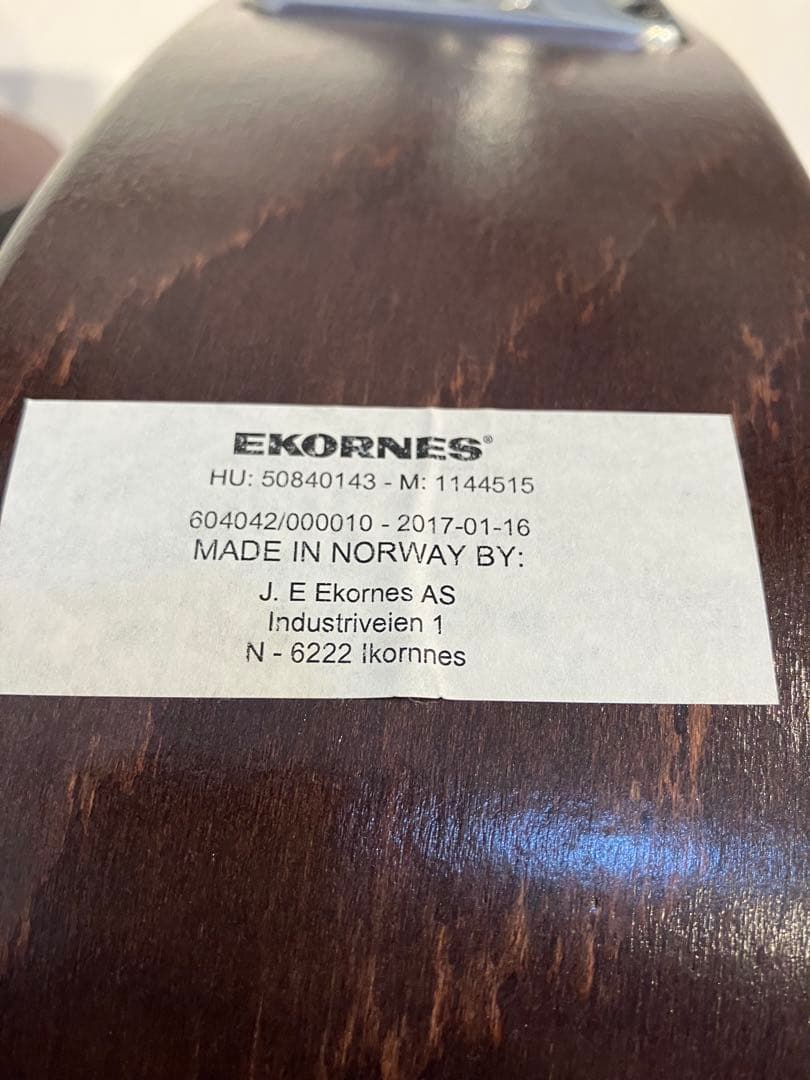 EKORNES®
HU: 50840143 - M: 1144515
604042/000010 - 2017-01-16
MADE IN NORWAY BY:
J. E Ekornes AS
Industriveien 1
N - 6222 Ikornnes